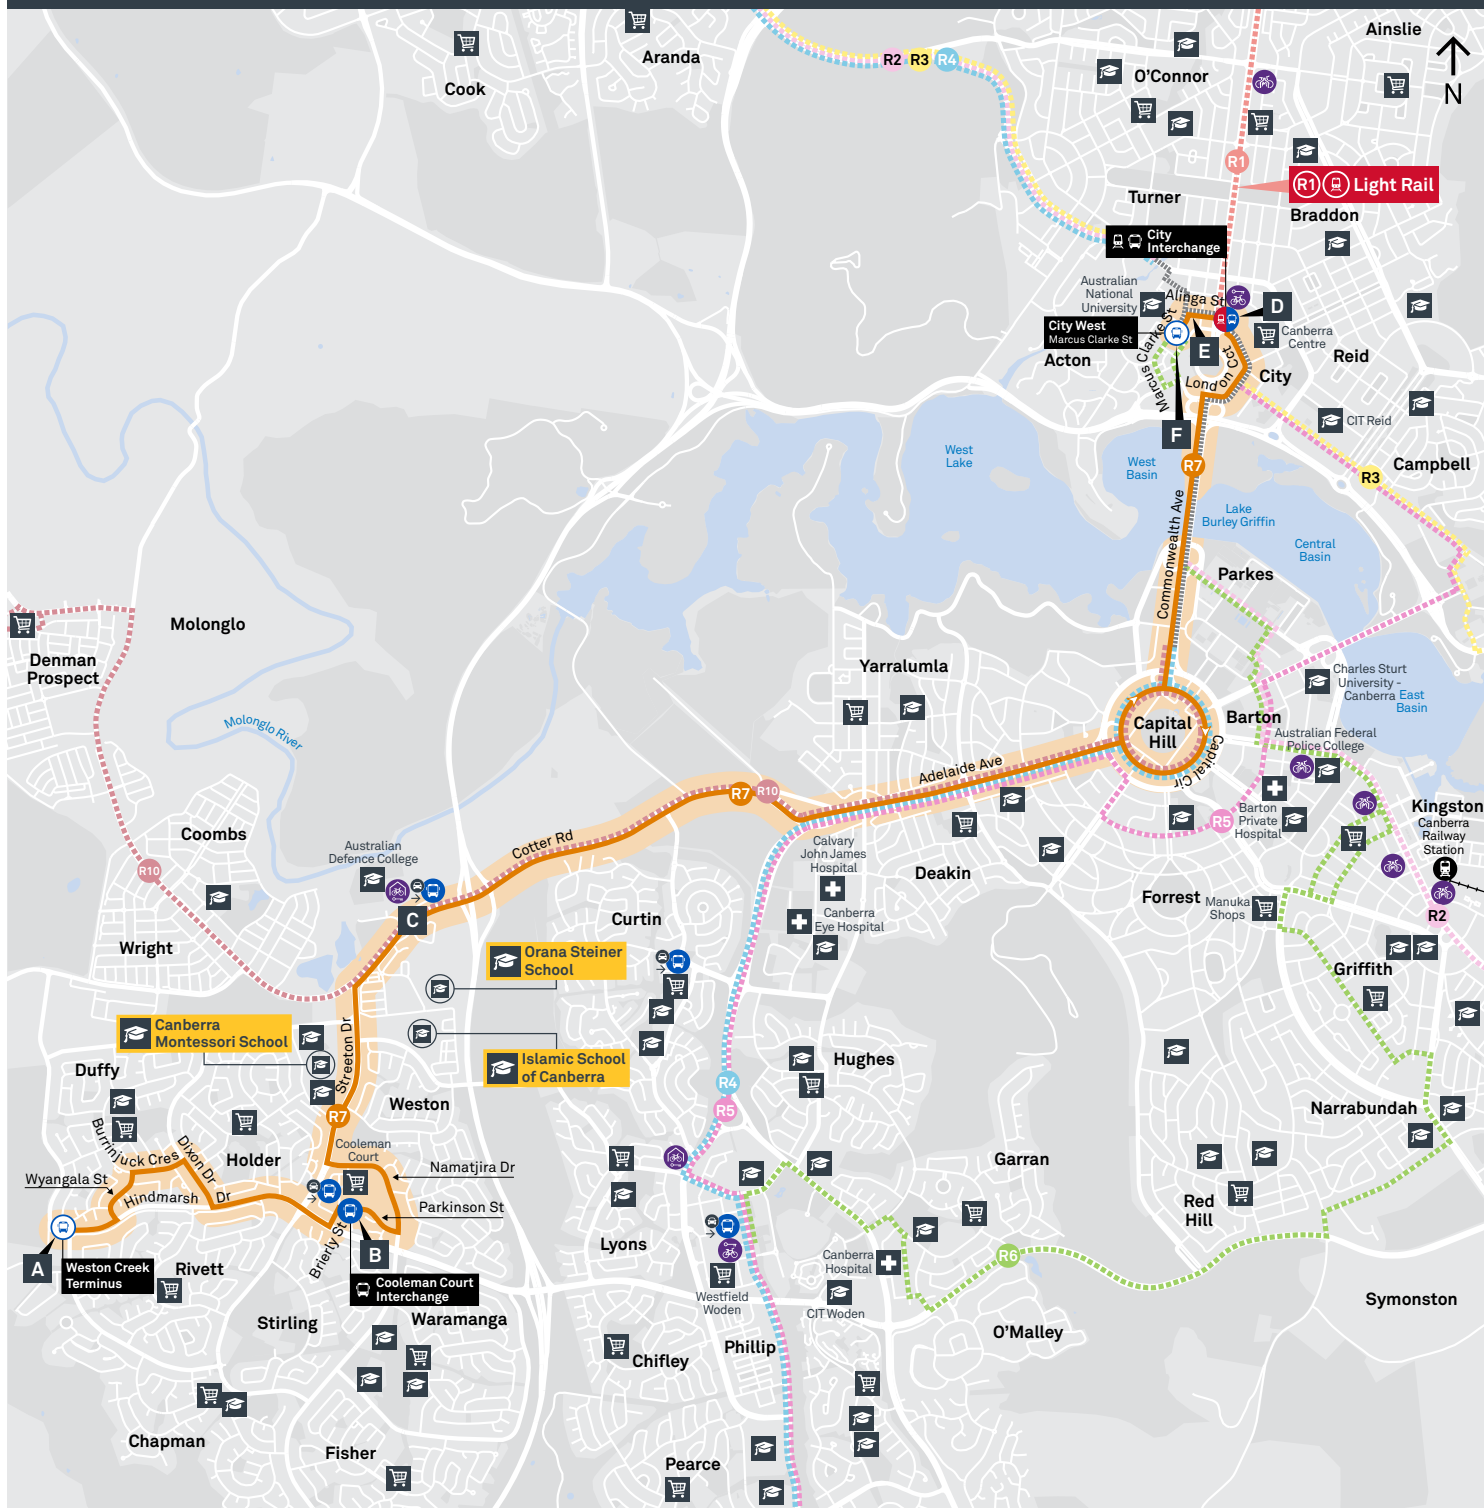 Ainslie
Aranda
Cook
R2 R3 R4
O'Connor
N
R1
R1 Light Rail
Turner
Braddon
City
Interchange
Australian
National
University
Alinga St
D
City West
Marcus Clarke St
Marcus Clarke St
E
Canberra
Centre
Acton
Reid
London Cct
City
F
CIT Reid
West
Lake
West
Basin
R7
Campbell
R3
Lake
Burley Griffin
Central
Basin
Commonwealth Ave
Parkes
Molonglo
Denman
Prospect
Yarralumla
Charles Sturt
University -
Canberra
East
Basin
Molonglo River
Capital
Hill
Barton
Capital Cir
Australian Federal
Police College
Adelaide Ave
R7 R10
Barton
Private
Hospital
R5
Kingston
Canberra
Railway
Station
Coombs
Cotter Rd
Australian
Defence College
Calvary
John James
Hospital
R10
Deakin
Forrest
Manuka
Shops
R2
C
Curtin
Canberra
Eye Hospital
Wright
Orana Steiner
School
Griffith
Canberra
Montessori School
Streeton Dr
Islamic School
of Canberra
Hughes
Duffy
R4
R5
Weston
R7
Narrabundah
Burrinjuck Cres
Dixon Dr
Holder
Cooleman
Court
Namatjira Dr
Garran
Wyangala St
Hindmarsh Dr
Parkinson St
Red
Hill
Brierly St
B
Lyons
A
Weston Creek
Terminus
Rivett
Cooleman Court
Interchange
Canberra
Hospital
R6
Westfield
Woden
CIT Woden
Symonston
Stirling
Waramanga
O'Malley
Phillip
Chifley
Chapman
Fisher
Pearce